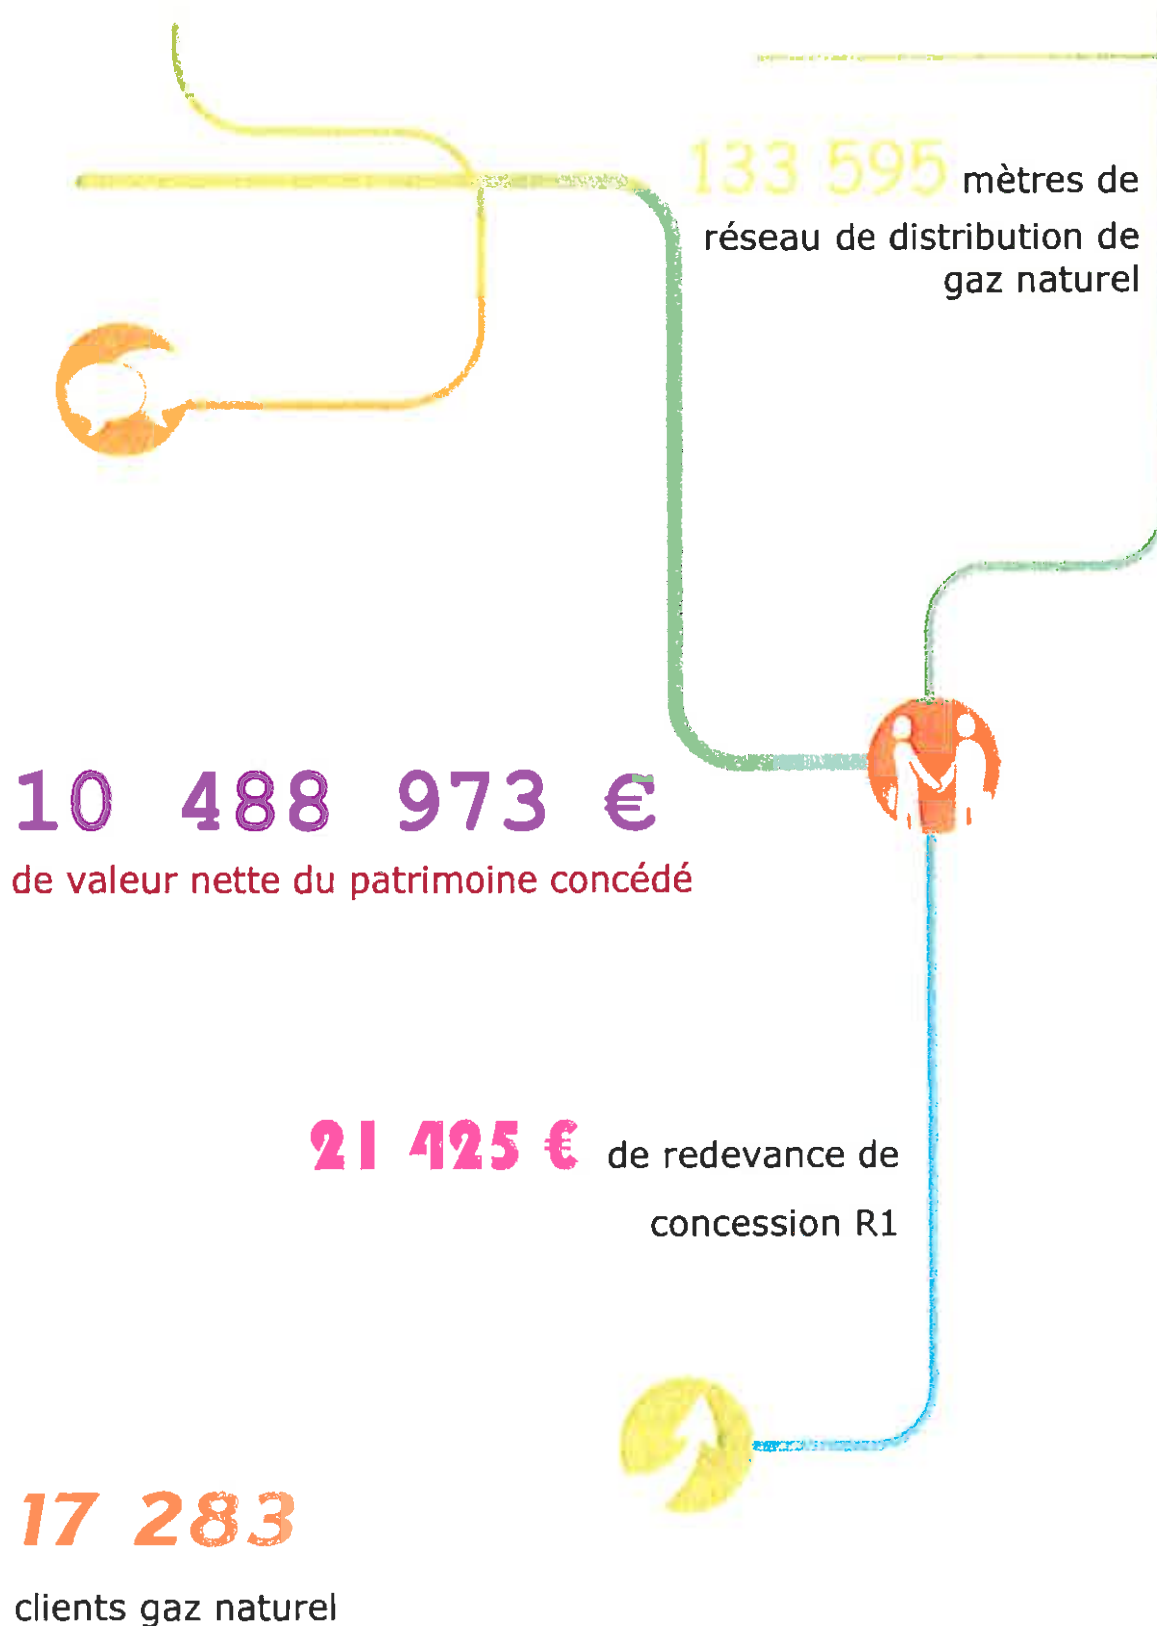 133 595 mètres de
réseau de distribution de
gaz naturel
10 488 973 €
de valeur nette du patrimoine concédé
21 425 € de redevance de
concession R1
17 283
clients gaz naturel